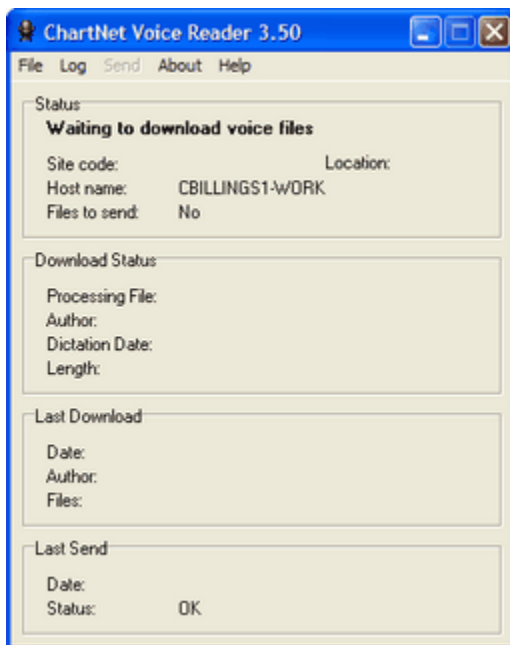 ChartNet Voice Reader 3.50
File Log Send About Help
Status
Waiting to download voice files
Site code: Location:
Host name: CBILLINGS1-WORK
Files to send: No
Download Status
Processing File:
Author:
Dictation Date:
Length:
Last Download
Date:
Author:
Files:
Last Send
Date:
Status: OK